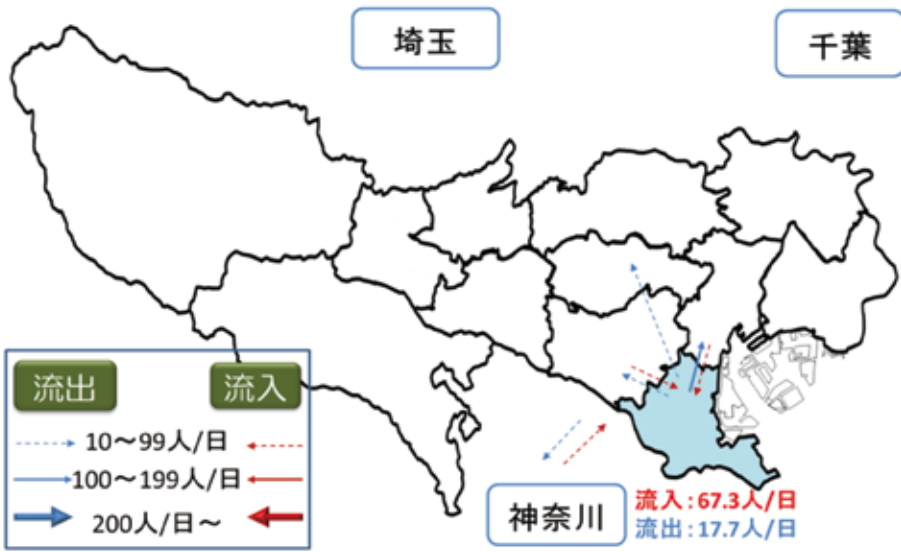 埼玉
千葉
流出
流入
10～99人/日
100～199人/日
200人/日～
神奈川
流入:67.3人/日
流出:17.7人/日